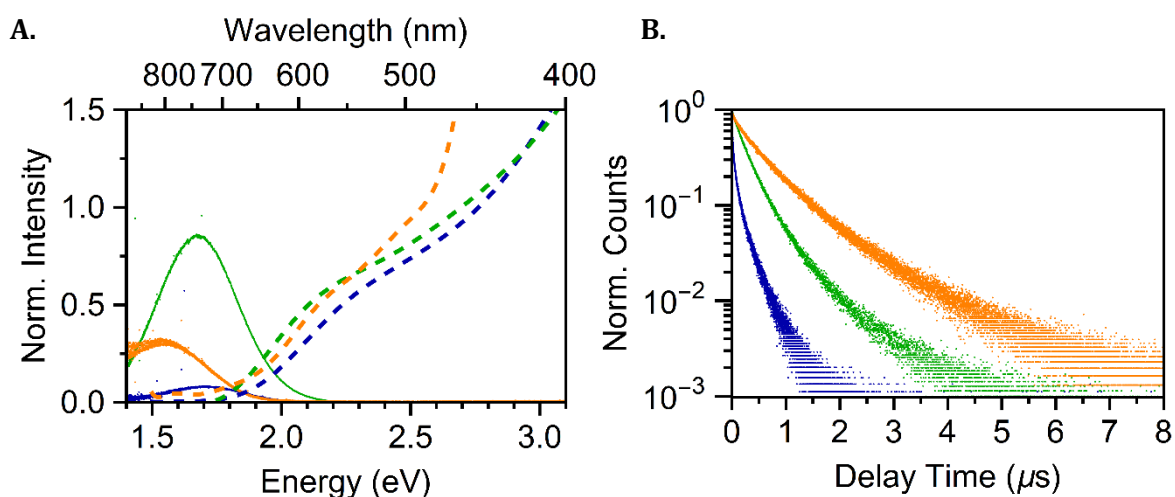 A.
Wavelength (nm)
800 700 600 500 400
1.5
1.0
0.5
0.0
Norm. Intensity
1.5 2.0 2.5 3.0
Energy (eV)
B.
10⁰
10⁻¹
10⁻²
10⁻³
Norm. Counts
0 1 2 3 4 5 6 7 8
Delay Time (µs)